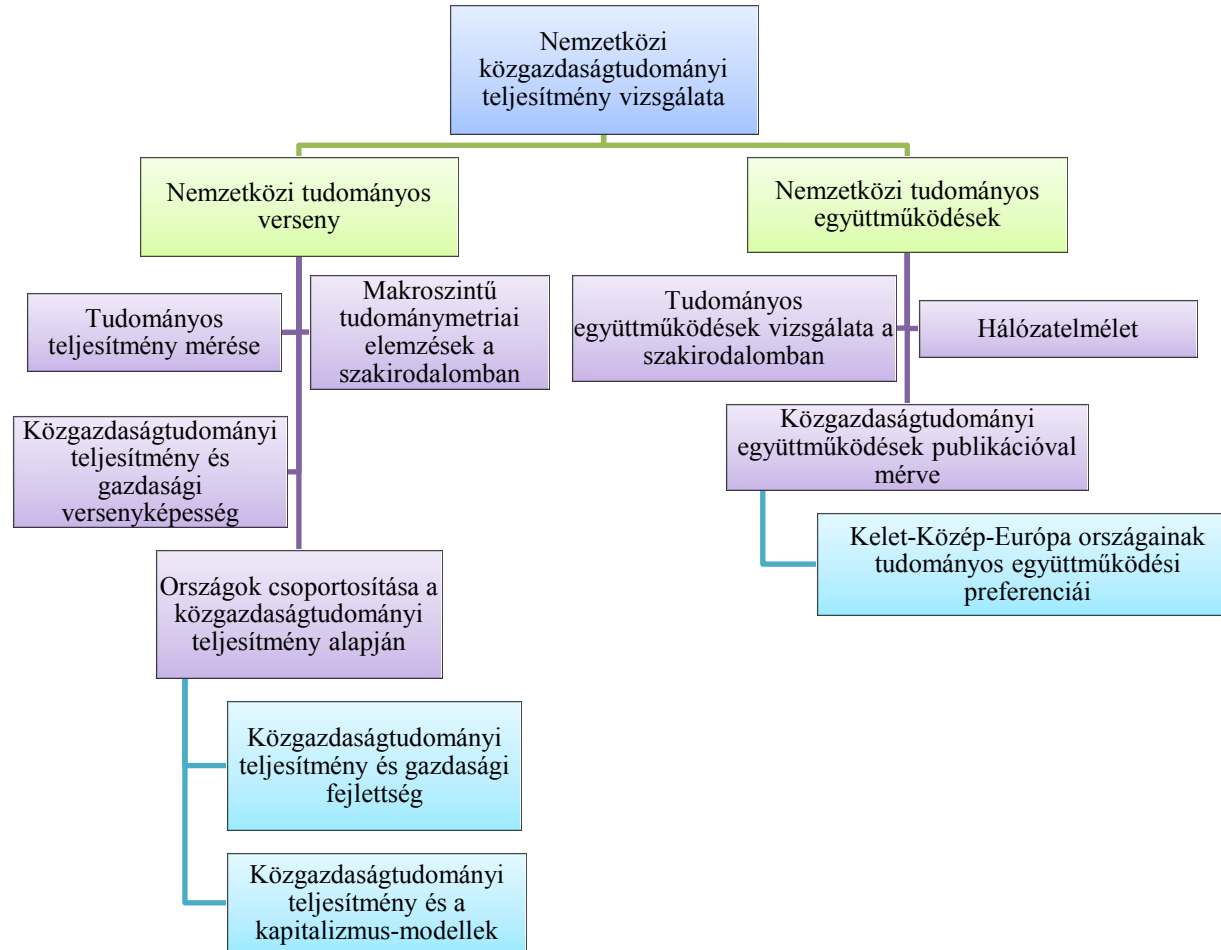 Nemzetközi
közgazdaságtudományi
teljesítmény vizsgálata
Nemzetközi tudományos
verseny
Nemzetközi tudományos
együttműködések
Tudományos
teljesítmény mérése
Makroszintű
tudománymetriai
elemzések a
szakirodalomban
Tudományos
együttműködések vizsgálata a
szakirodalomban
Hálózatelmélet
Közgazdaságtudományi
teljesítmény és
gazdasági
versenyképesség
Közgazdaságtudományi
együttműködések publikációval
mérve
Kelet-Közép-Európa országainak
tudományos együttműködési
preferenciái
Országok csoportosítása a
közgazdaságtudományi
teljesítmény alapján
Közgazdaságtudományi
teljesítmény és gazdasági
fejlettség
Közgazdaságtudományi
teljesítmény és a
kapitalizmus-modellek